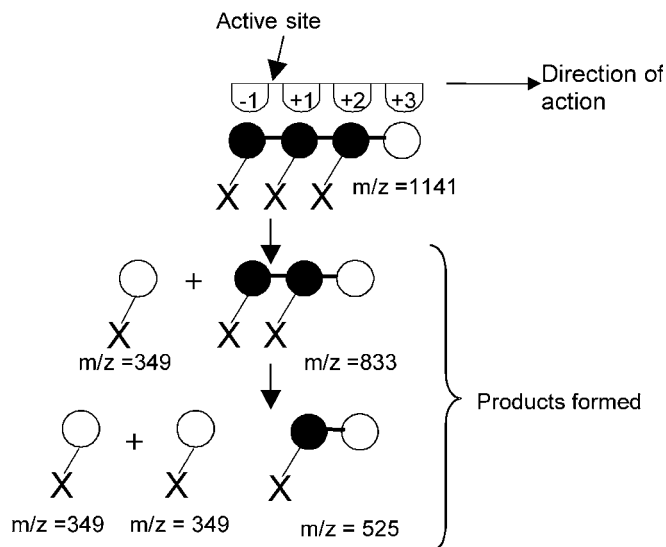 Active site
-1 +1 +2 +3
Direction of
action
X X X
m/z =1141
+
X X X
m/z =349 m/z =833
Products formed
+
X X X
m/z =349 m/z =349 m/z = 525